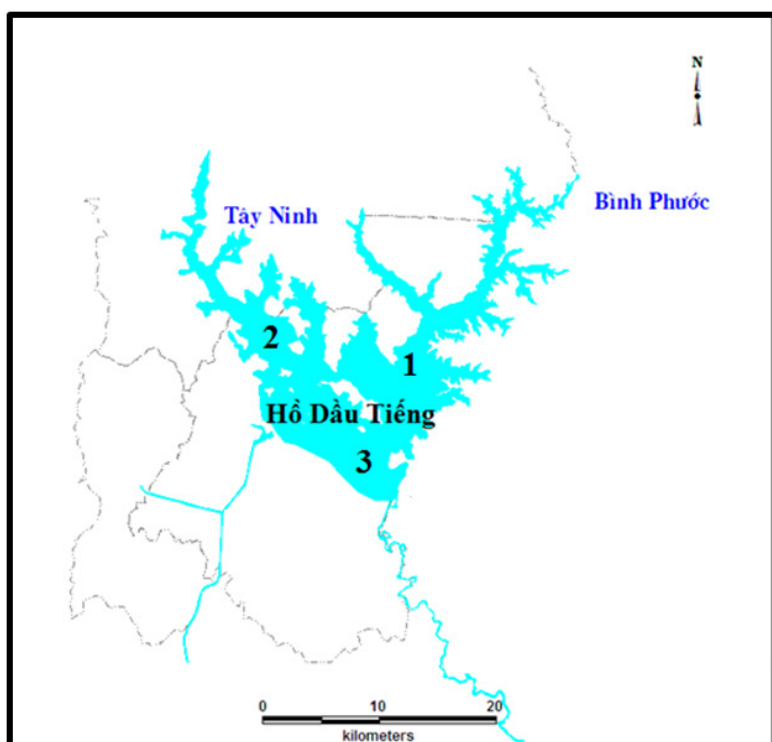 N
Tây Ninh
Bình Phước
2
1
Hồ Dầu Tiếng
3
0 10 20
kilometers